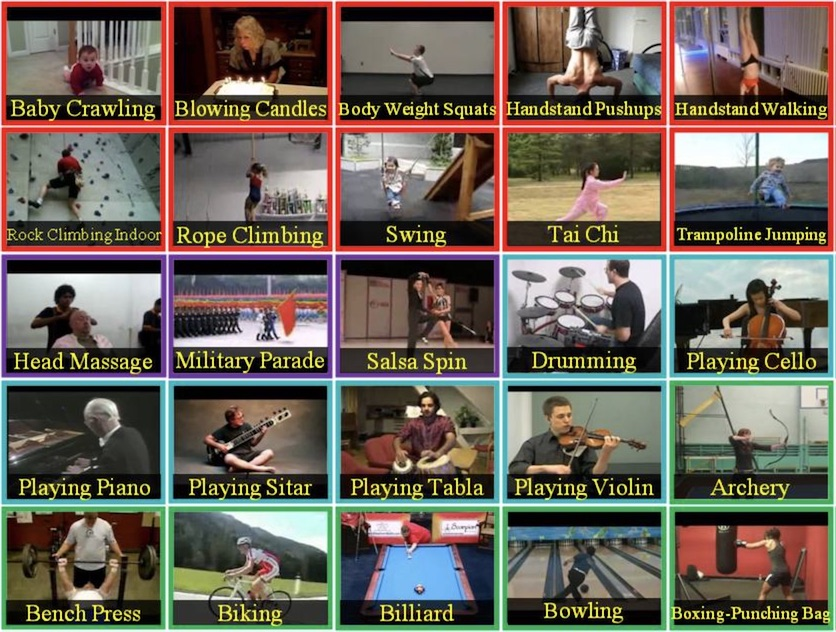 Baby Crawling
Blowing Candles
Body Weight Squats
Handstand Pushups
Handstand Walking
Rock Climbing Indoor
Rope Climbing
Swing
Tai Chi
Trampoline Jumping
Head Massage
Military Parade
Salsa Spin
Drumming
Playing Cello
Playing Piano
Playing Sitar
Playing Tabla
Playing Violin
Archery
Bench Press
Biking
Billiard
Bowling
Boxing-Punching Bag